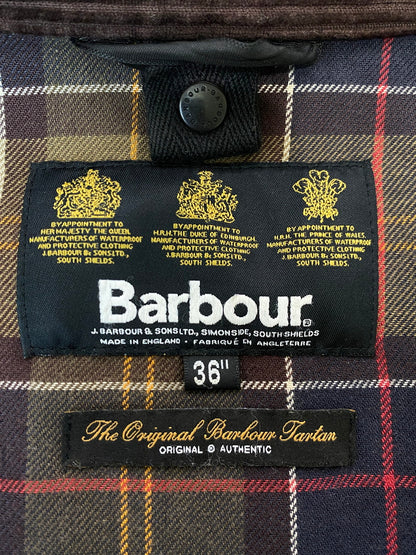 BARBOUR
BY APPOINTMENT TO
HER MAJESTY THE QUEEN
MANUFACTURERS OF WATERPROOF
AND PROTECTIVE CLOTHING
J. BARBOUR & SONS LTD.,
SOUTH SHIELDS.
BY APPOINTMENT TO
H.R.H. THE DUKE OF EDINBURGH.
MANUFACTURERS OF WATERPROOF
AND PROTECTIVE CLOTHING
J. BARBOUR & SONS LTD.,
SOUTH SHIELDS.
BY APPOINTMENT TO
H.R.H. THE PRINCE OF WALES.
MANUFACTURERS OF WATERPROOF
AND PROTECTIVE CLOTHING
J. BARBOUR & SONS LTD.,
SOUTH SHIELDS.
Barbour®
J. BARBOUR & SONS LTD., SIMONSIDE, SOUTH SHIELDS
MADE IN ENGLAND • FABRIQUÉ EN ANGLETERRE
36"
The Original Barbour Tartan
ORIGINAL & AUTHENTIC